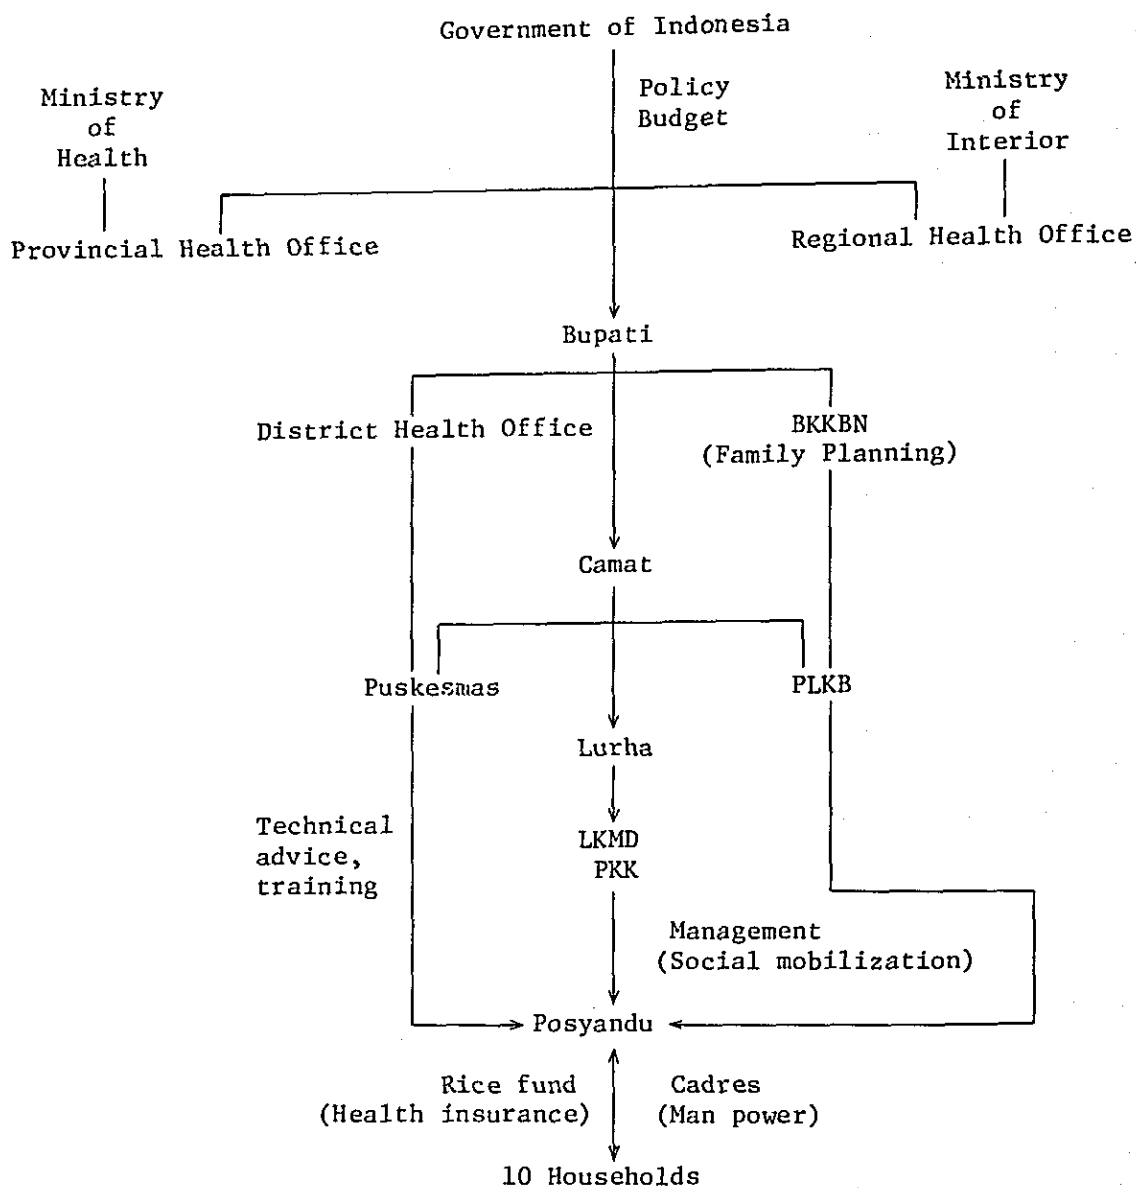 Government of Indonesia
Policy
Budget
Ministry
of
Health
Ministry
of
Interior
Provincial Health Office
Regional Health Office
Bupati
District Health Office
BKKBN
(Family Planning)
Camat
Puskesmas
PLKB
Lurha
LKMD
PKK
Technical
advice,
training
Management
(Social mobilization)
Posyandu
Rice fund
(Health insurance)
Cadres
(Man power)
10 Households